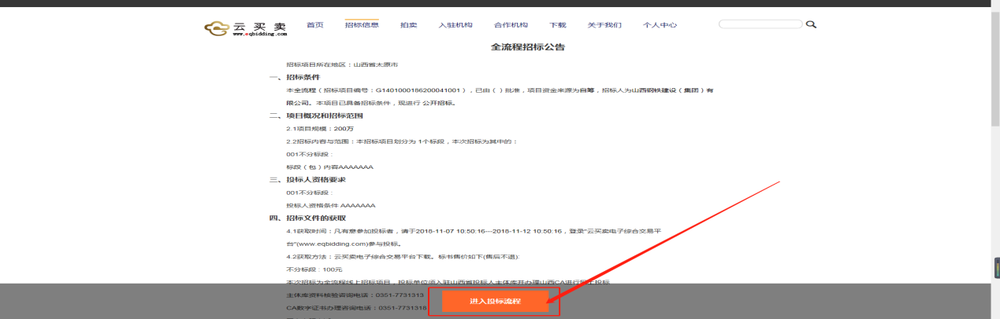 云 买 卖
www.eqbidding.com
首页 招标信息 拍卖 入驻机构 合作机构 下载 关于我们 个人中心
全流程招标公告
招标项目所在地区：山西省太原市
一、招标条件
本全流程（招标项目编号：G1401000186200041001），已由（ ）批准，项目资金来源为自筹，招标人为山西钢铁建设（集团）有
限公司。本项目已具备招标条件，现进行 公开招标。
二、项目概况和招标范围
2.1项目规模：200万
2.2招标内容与范围：本招标项目划分为 1个标段，本次招标为其中的：
001不分标段：
标段（包）内容AAAAAAA
三、投标人资格要求
001不分标段：
投标人资格条件 AAAAAAA
四、招标文件的获取
4.1获取时间：凡有意参加投标者，请于2018-11-07 10:50:16---2018-11-12 10:50:16，登录"云买卖电子综合交易平
台"(www.eqbidding.com)参与投标。
4.2获取方法：云买卖电子综合交易平台下载。标书售价如下(售后不退):
不分标段：100元
本次招标为全流程线上招标项目，投标单位须入驻山西省投标人主体库并办理山西CA进行网上投标
主体库资料核验咨询电话：0351-7731313
CA数字证书办理咨询电话：0351-7731318
进入投标流程